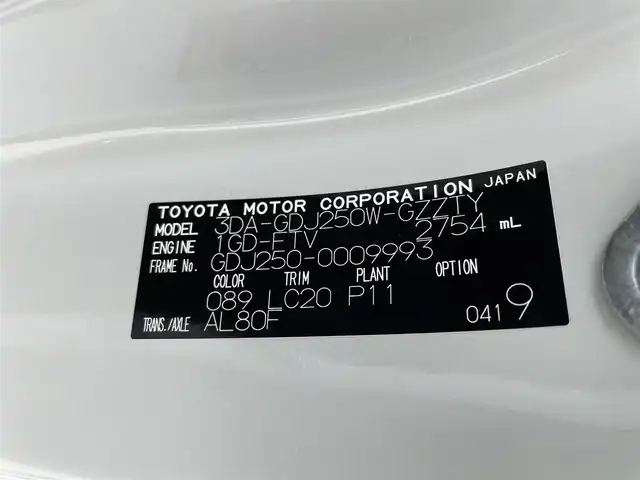 TOYOTA MOTOR CORPORATION JAPAN
MODEL 3DA-GDJ250W-GZZTY
ENGINE 1GD-FTV 2754 mL
FRAME No. GDJ250-0009993
COLOR TRIM PLANT OPTION
089 LC20 P11
TRANS./AXLE AL80F 0419